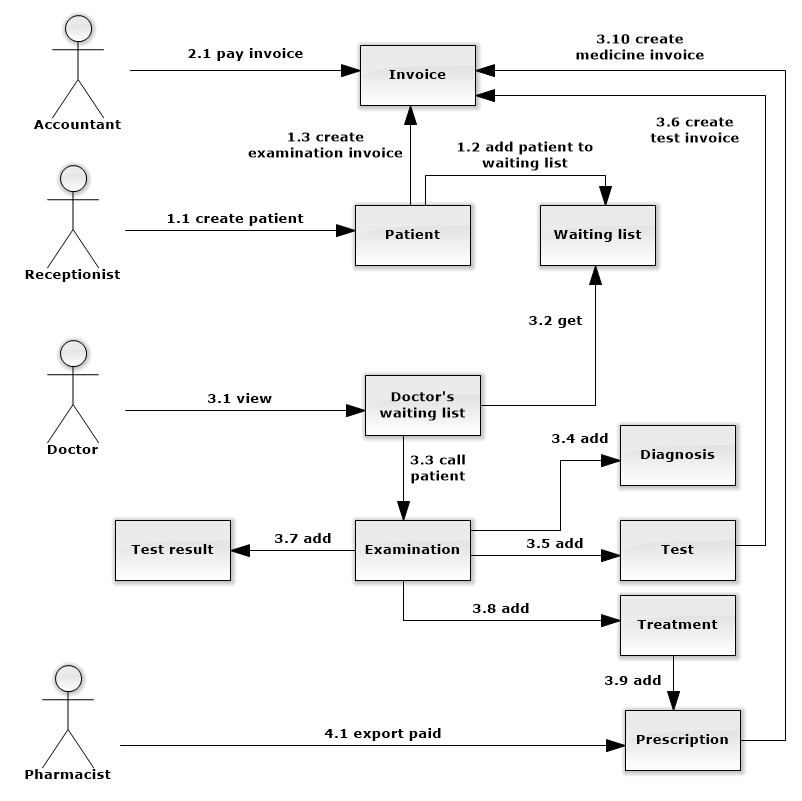 2.1 pay invoice
Invoice
3.10 create
medicine invoice
Accountant
1.3 create
examination invoice
3.6 create
test invoice
1.2 add patient to
waiting list
1.1 create patient
Patient
Waiting list
Receptionist
3.2 get
3.1 view
Doctor's
waiting list
Doctor
3.3 call
patient
3.4 add
Diagnosis
Test result
3.7 add
Examination
3.5 add
Test
3.8 add
Treatment
3.9 add
4.1 export paid
Prescription
Pharmacist